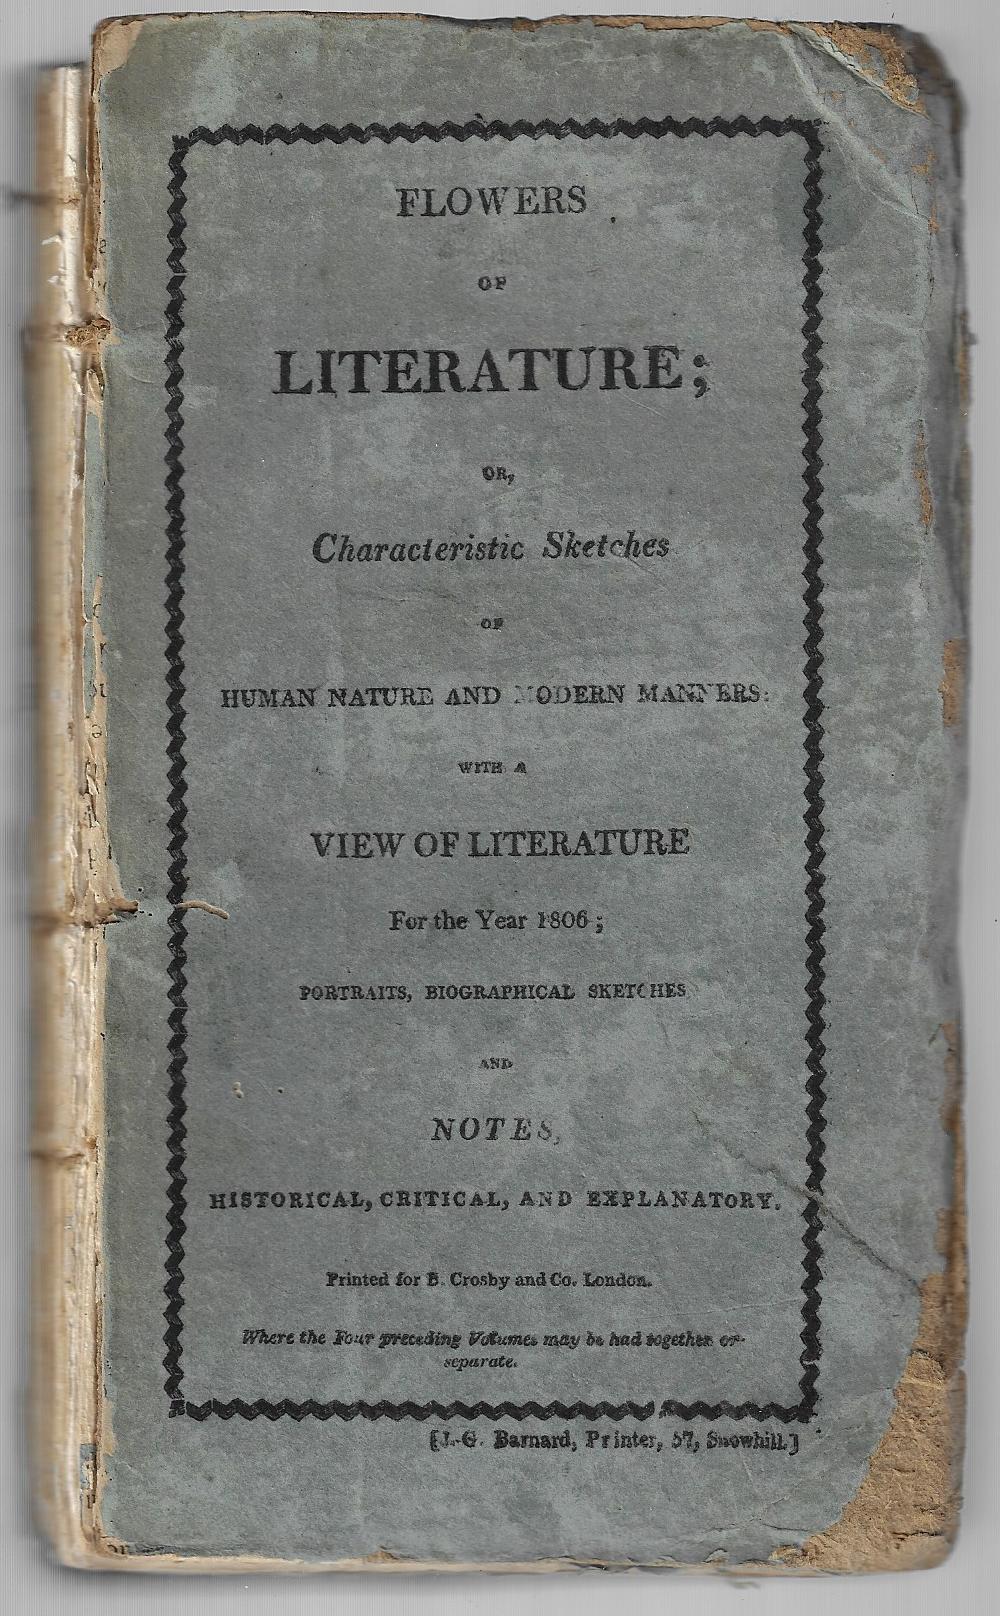 FLOWERS
OF
LITERATURE;
OR,
Characteristic Sketches
OF
HUMAN NATURE AND MODERN MANNERS:
WITH A
VIEW OF LITERATURE
For the Year 1806;
PORTRAITS, BIOGRAPHICAL SKETCHES
AND
NOTES,
HISTORICAL, CRITICAL, AND EXPLANATORY.
Printed for B. Crosby and Co. London.
Where the Four preceding Volumes may be had together or
separate.
[J. G. Barnard, Printer, 57, Snowhill.]